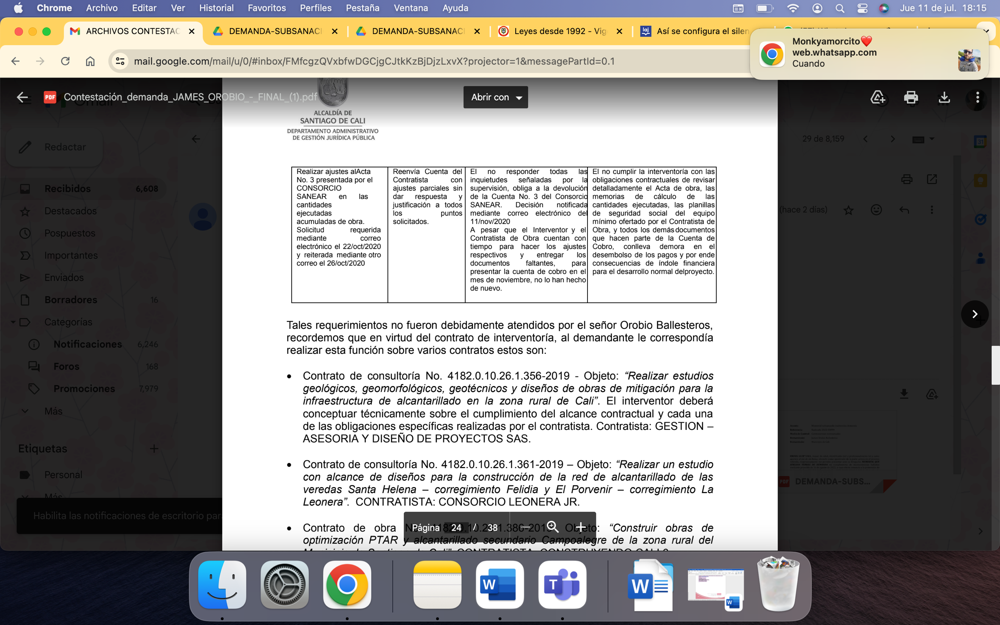 Chrome Archivo Editar Ver Historial Favoritos Perfiles Pestaña Ventana Ayuda Jue 11 de jul. 18:15
ARCHIVOS CONTESTAC DEMANDA-SUBSANACI DEMANDA-SUBSANACI Leyes desde 1992 - Vig Así se configura el silen
mail.google.com/mail/u/0/#inbox/FMfcgzQVxbfwDGCjgCJtkKzBjDjzLxvX?projector=1&messagePartId=0.1
Monkyamorcito❤️
web.whatsapp.com
Cuando
PDF Contestación_demanda_JAMES_OROBIO_-_FINAL_(1).pdf
Abrir con
Gmail
Redactar
Recibidos 6,608
Destacados
Pospuestos
Importantes
Enviados
Borradores 16
Categorías
Notificaciones 6,246
Foros 168
Promociones 7,979
Más
Etiquetas
Personal
Más
Habilita las notificaciones de escritorio par
29 de 8,159
31
(hace 2 días)
PDF DEMANDA-SUBS...
ALCALDÍA DE
SANTIAGO DE CALI
DEPARTAMENTO ADMINISTRATIVO
DE GESTIÓN JURÍDICA PÚBLICA
Realizar ajustes alActa
No. 3 presentada por el
CONSORCIO
SANEAR en las
cantidades
ejecutadas
acumuladas de obra.
Solicitud requerida
mediante correo
electrónico el 22/oct/2020
y reiterada mediante otro
correo el 26/oct/2020
Reenvía Cuenta del
Contratista con
ajustes parciales sin
dar respuesta y
justificación a todos
los puntos
solicitados.
El no responder todas las
inquietudes señaladas por la
supervisión, obliga a la devolución
de la Cuenta No. 3 del Consorcio
SANEAR. Decisión notificada
mediante correo electrónico del
11/nov/2020
A pesar que el Interventor y el
Contratista de Obra cuentan con
tiempo para hacer los ajustes
respectivos y entregar los
documentos faltantes, para
presentar la cuenta de cobro en el
mes de noviembre, no lo han hecho
de nuevo.
El no cumplir la interventoría con las
obligaciones contractuales de revisar
detalladamente el Acta de obra, las
memorias de cálculo de las
cantidades ejecutadas, las planillas
de seguridad social del equipo
mínimo ofertado por el Contratista de
Obra, y todos los demás documentos
que hacen parte de la Cuenta de
Cobro, conlleva demora en el
desembolso de los pagos y por ende
consecuencias de índole financiera
para el desarrollo normal delproyecto.
Tales requerimientos no fueron debidamente atendidos por el señor Orobio Ballesteros,
recordemos que en virtud del contrato de interventoría, al demandante le correspondía
realizar esta función sobre varios contratos estos son:
• Contrato de consultoría No. 4182.0.10.26.1.356-2019 - Objeto: “Realizar estudios
geológicos, geomorfológicos, geotécnicos y diseños de obras de mitigación para la
infraestructura de alcantarillado en la zona rural de Cali”. El interventor deberá
conceptuar técnicamente sobre el cumplimiento del alcance contractual y cada una
de las obligaciones específicas realizadas por el contratista. Contratista: GESTION –
ASESORIA Y DISEÑO DE PROYECTOS SAS.
• Contrato de consultoría No. 4182.0.10.26.1.361-2019 – Objeto: “Realizar un estudio
con alcance de diseños para la construcción de la red de alcantarillado de las
veredas Santa Helena – corregimiento Felidia y El Porvenir – corregimiento La
Leonera”. CONTRATISTA: CONSORCIO LEONERA JR.
• Contrato de obra No. 4182.0.10.26.1.386-2019 Objeto: “Construir obras de
optimización PTAR y alcantarillado secundario Campoalegre de la zona rural del
Página 24 / 38